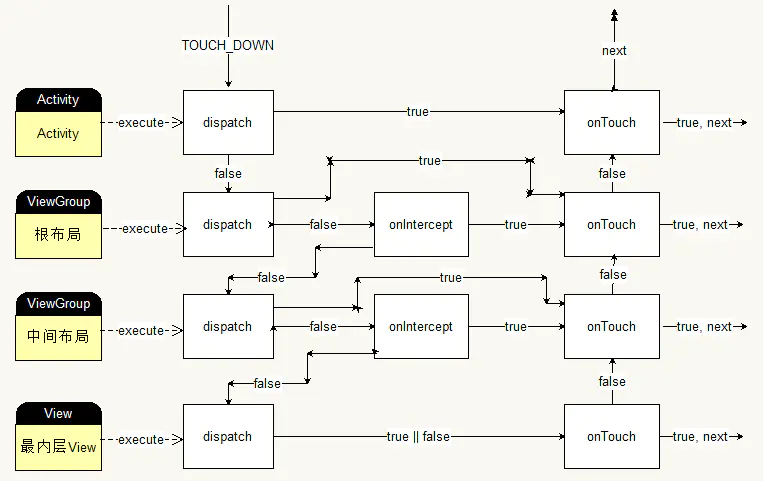 TOUCH_DOWN
next
Activity
Activity
execute
dispatch
true
onTouch
true, next
false
true
false
ViewGroup
根布局
execute
dispatch
false
onIntercept
true
onTouch
true, next
false
true
false
ViewGroup
中间布局
execute
dispatch
false
onIntercept
true
onTouch
true, next
false
false
View
最内层View
execute
dispatch
true || false
onTouch
true, next